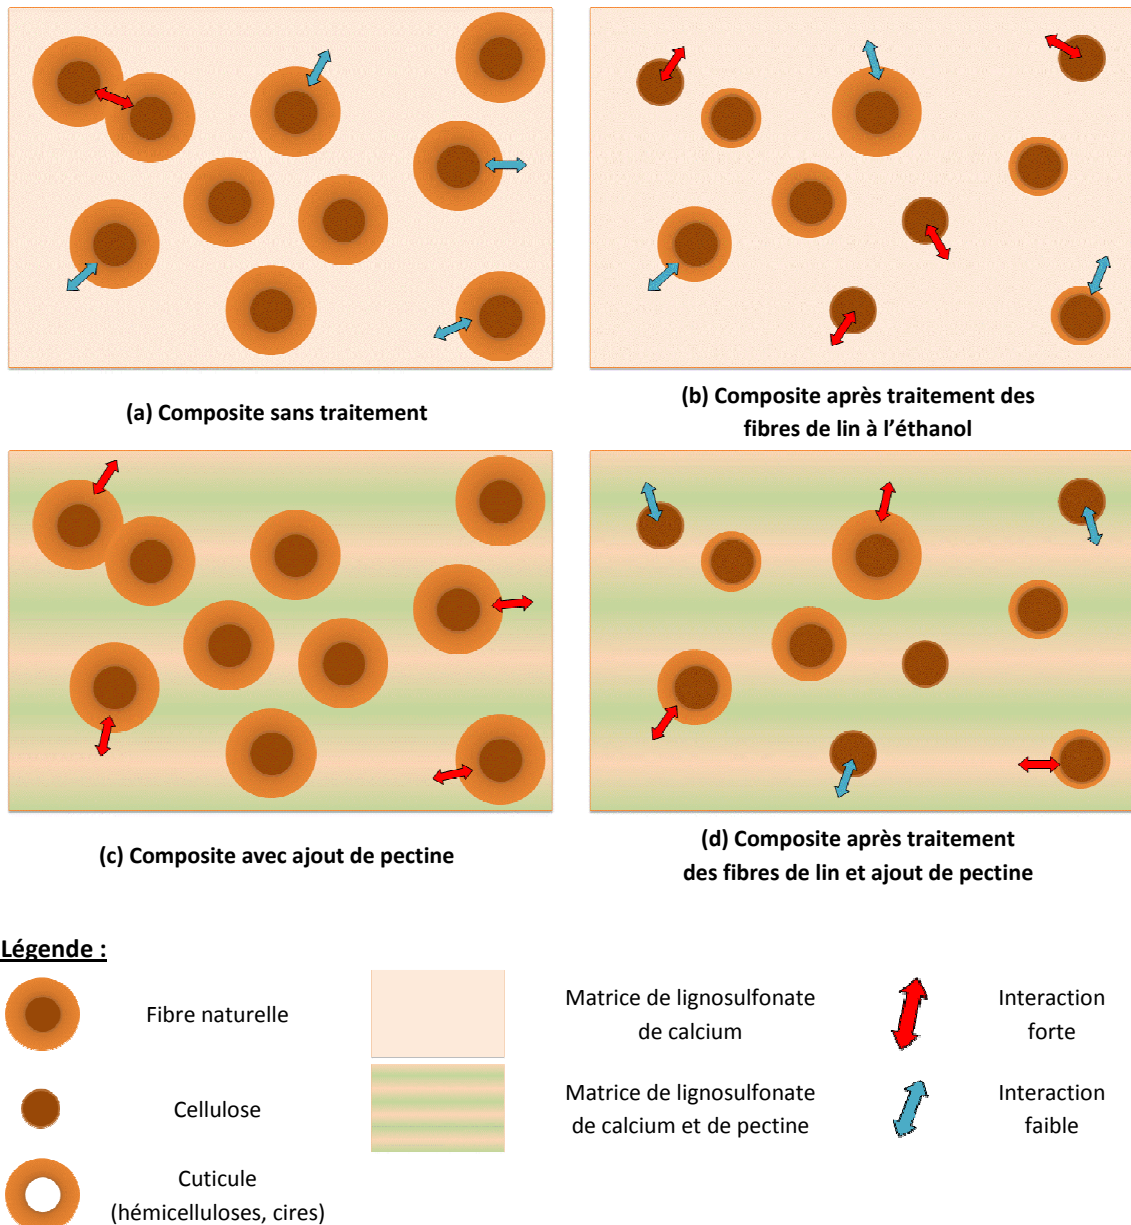 (a) Composite sans traitement
(b) Composite après traitement des
fibres de lin à l’éthanol
(c) Composite avec ajout de pectine
(d) Composite après traitement
des fibres de lin et ajout de pectine
Légende :
Fibre naturelle
Matrice de lignosulfonate
de calcium
Interaction
forte
Cellulose
Matrice de lignosulfonate
de calcium et de pectine
Interaction
faible
Cuticule
(hémicelluloses, cires)